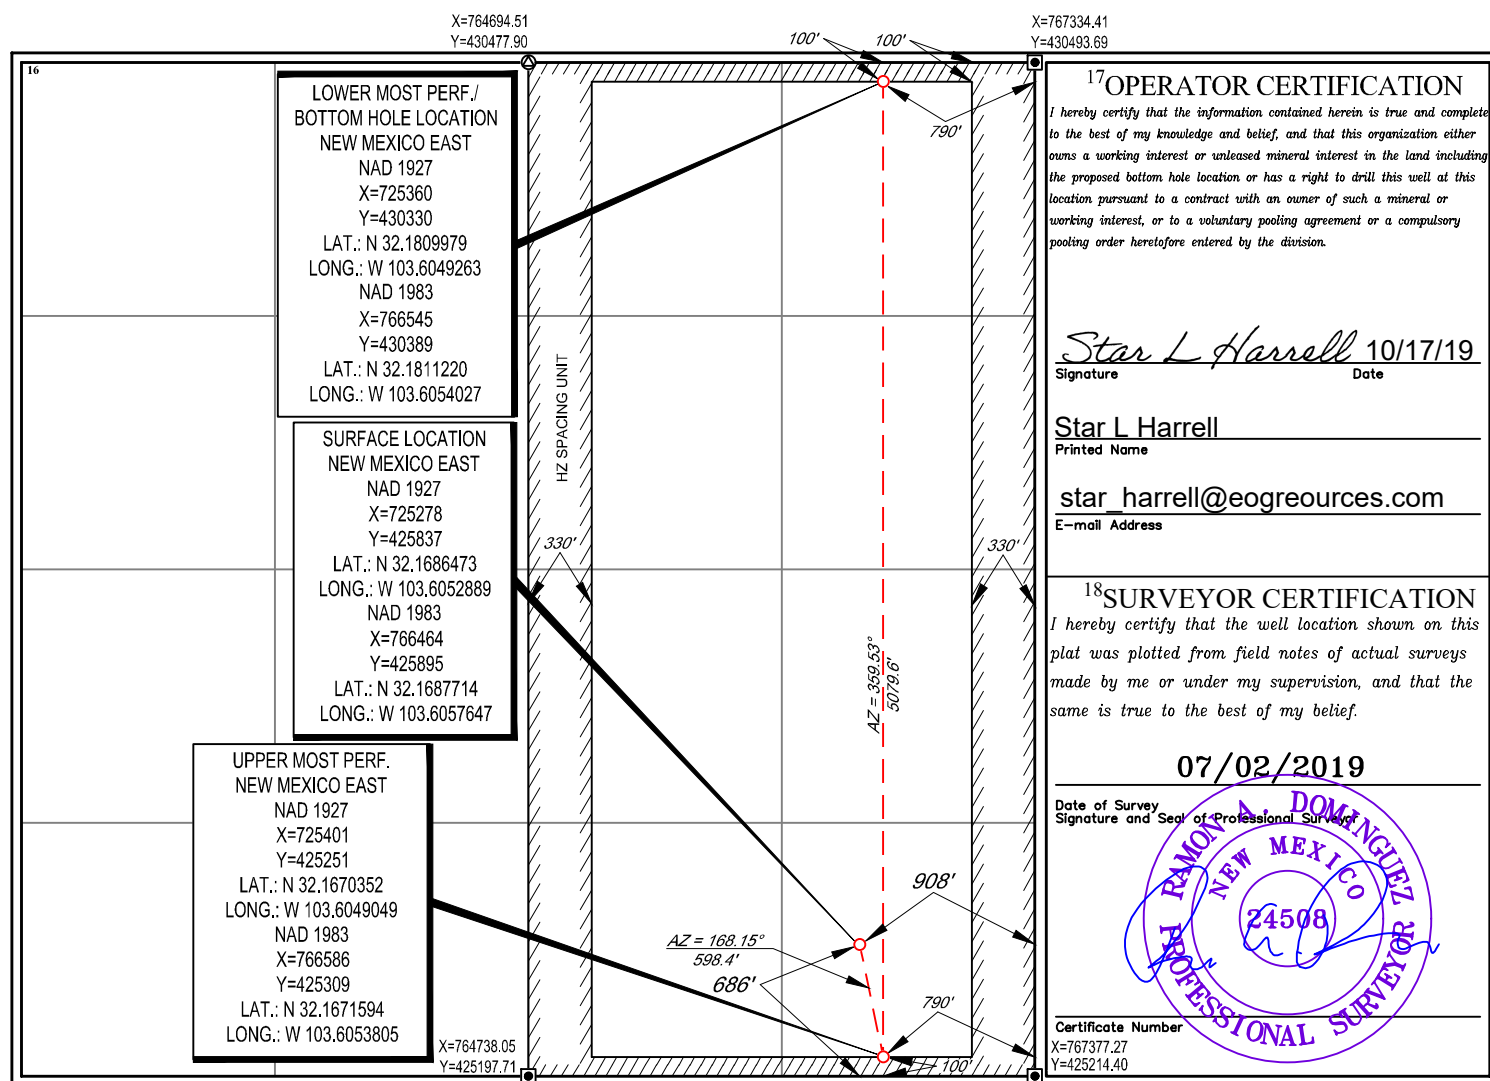 X=764694.51
Y=430477.90
X=767334.41
Y=430493.69
100'
100'
790'
16
LOWER MOST PERF./
BOTTOM HOLE LOCATION
NEW MEXICO EAST
NAD 1927
X=725360
Y=430330
LAT.: N 32.1809979
LONG.: W 103.6049263
NAD 1983
X=766545
Y=430389
LAT.: N 32.1811220
LONG.: W 103.6054027
SURFACE LOCATION
NEW MEXICO EAST
NAD 1927
X=725278
Y=425837
LAT.: N 32.1686473
LONG.: W 103.6052889
NAD 1983
X=766464
Y=425895
LAT.: N 32.1687714
LONG.: W 103.6057647
UPPER MOST PERF.
NEW MEXICO EAST
NAD 1927
X=725401
Y=425251
LAT.: N 32.1670352
LONG.: W 103.6049049
NAD 1983
X=766586
Y=425309
LAT.: N 32.1671594
LONG.: W 103.6053805
HZ SPACING UNIT
330'
330'
AZ = 359.53°
5079.6'
908'
AZ = 168.15°
598.4'
686'
790'
100'
X=764738.05
Y=425197.71
17 OPERATOR CERTIFICATION
I hereby certify that the information contained herein is true and complete
to the best of my knowledge and belief, and that this organization either
owns a working interest or unleased mineral interest in the land including
the proposed bottom hole location or has a right to drill this well at this
location pursuant to a contract with an owner of such a mineral or
working interest, or to a voluntary pooling agreement or a compulsory
pooling order heretofore entered by the division.
Star L Harrell 10/17/19
Signature Date
Star L Harrell
Printed Name
star_harrell@eogreources.com
E-mail Address
18 SURVEYOR CERTIFICATION
I hereby certify that the well location shown on this
plat was plotted from field notes of actual surveys
made by me or under my supervision, and that the
same is true to the best of my belief.
07/02/2019
Date of Survey
Signature and Seal of Professional Surveyor
RAMON A. DOMINGUEZ
NEW MEXICO
24508
PROFESSIONAL SURVEYOR
Certificate Number
X=767377.27
Y=425214.40